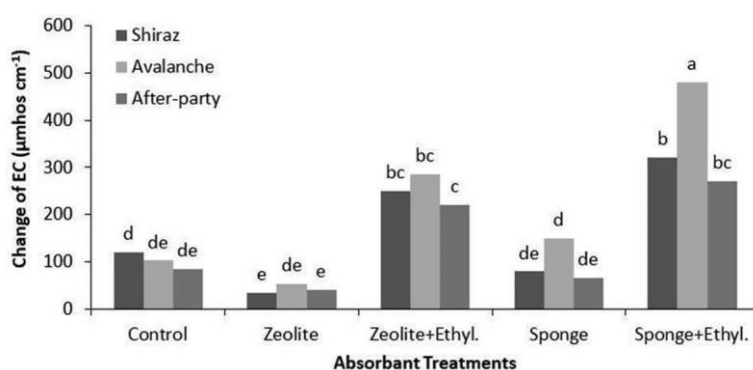 600
500
400
300
200
100
0
Change of EC (µmhos cm⁻¹)
Shiraz
Avalanche
After-party
d de de
e de e
bc bc c
de d de
b a bc
Control Zeolite Zeolite+Ethyl. Sponge Sponge+Ethyl.
Absorbant Treatments